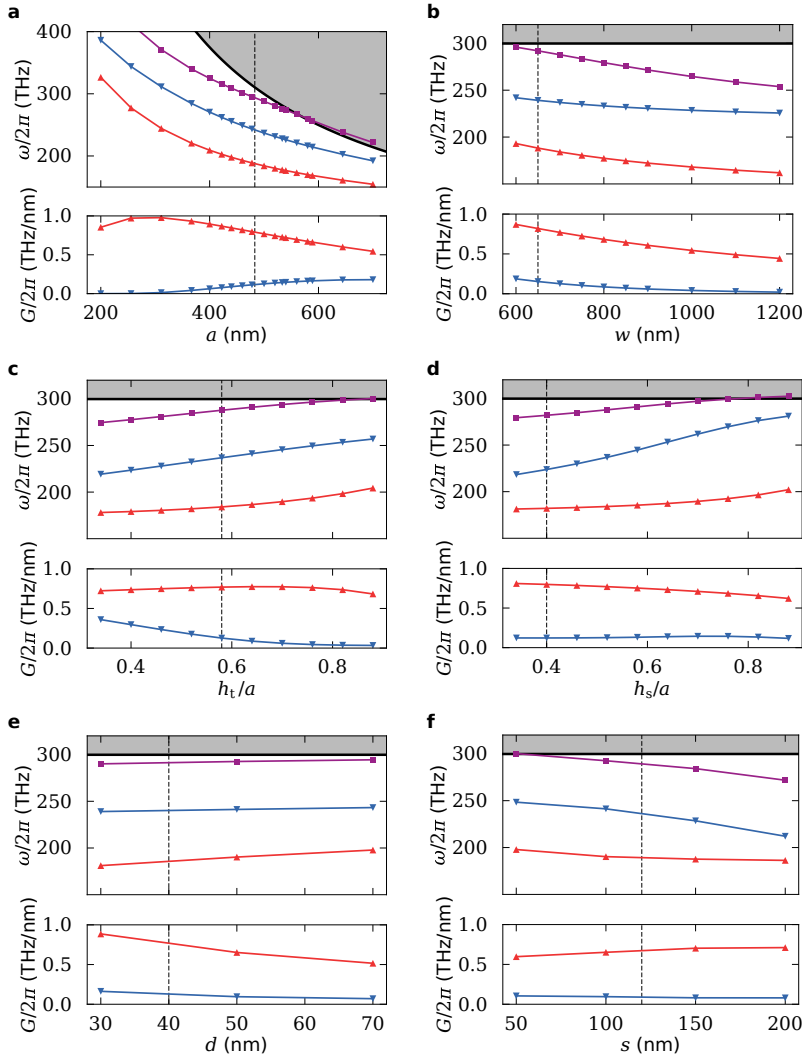 a
400
300
200
ω/2π (THz)
1.0
0.5
0.0
G/2π (THz/nm)
200 400 600
a (nm)
b
300
250
200
150
ω/2π (THz)
1.0
0.5
0.0
G/2π (THz/nm)
600 800 1000 1200
w (nm)
c
300
200
ω/2π (THz)
1.0
0.5
0.0
G/2π (THz/nm)
0.4 0.6 0.8
hₜ/a
d
300
200
ω/2π (THz)
1.0
0.5
0.0
G/2π (THz/nm)
0.4 0.6 0.8
hₛ/a
e
300
250
200
ω/2π (THz)
1.0
0.5
0.0
G/2π (THz/nm)
30 40 50 60 70
d (nm)
f
300
250
200
ω/2π (THz)
1.0
0.5
0.0
G/2π (THz/nm)
50 100 150 200
s (nm)